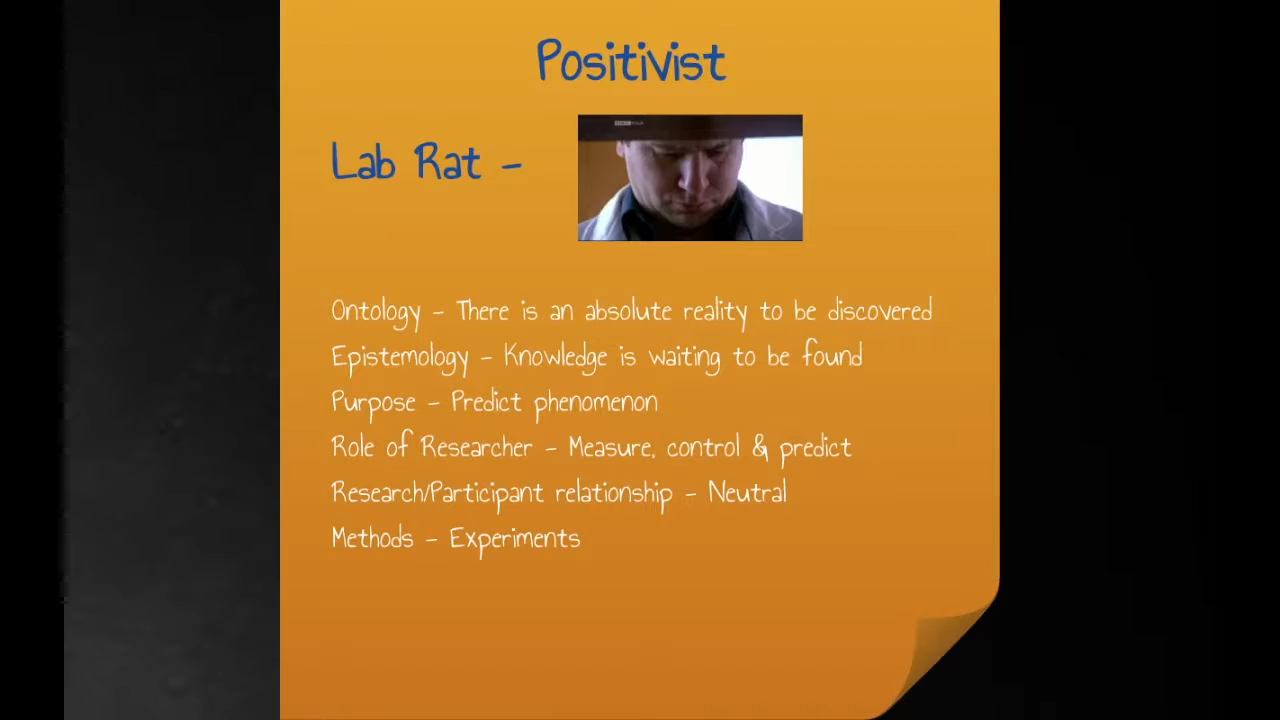 Positivist
Lab Rat -
Ontology - There is an absolute reality to be discovered
Epistemology - Knowledge is waiting to be found
Purpose - Predict phenomenon
Role of Researcher - Measure, control & predict
Research/Participant relationship - Neutral
Methods - Experiments